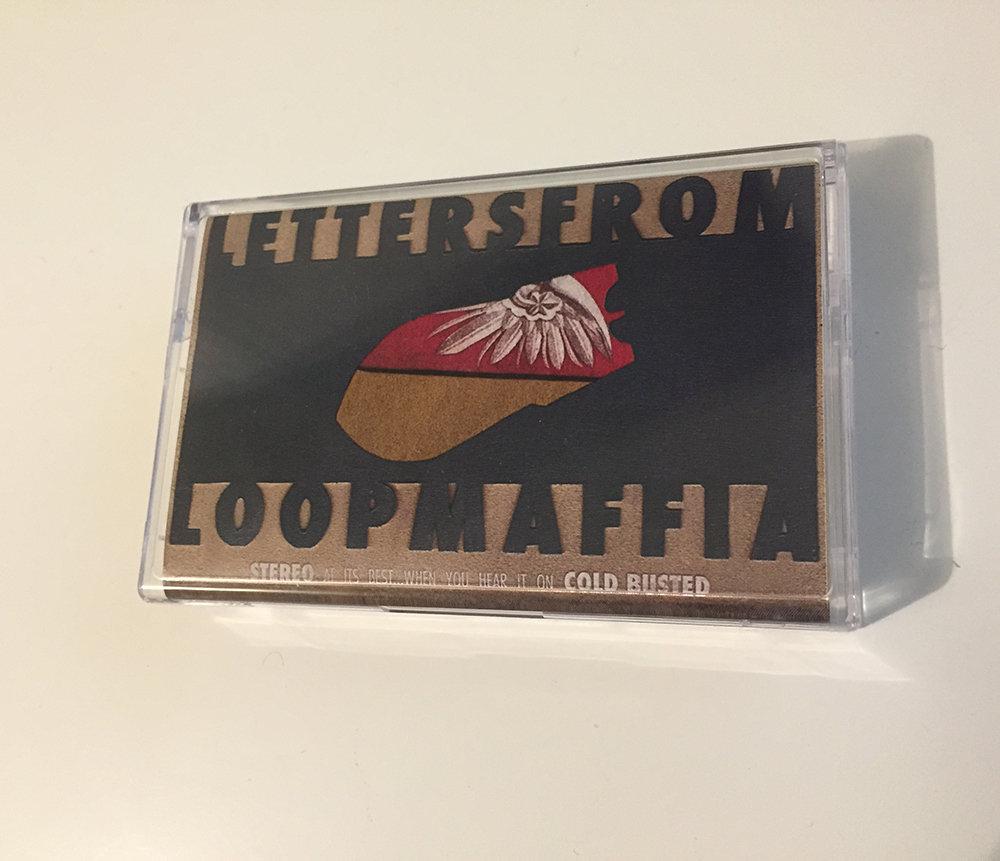 LETTERSFROM
LOOPMAFFIA
STEREO AT ITS BEST...WHEN YOU HEAR IT ON COLD BUSTED